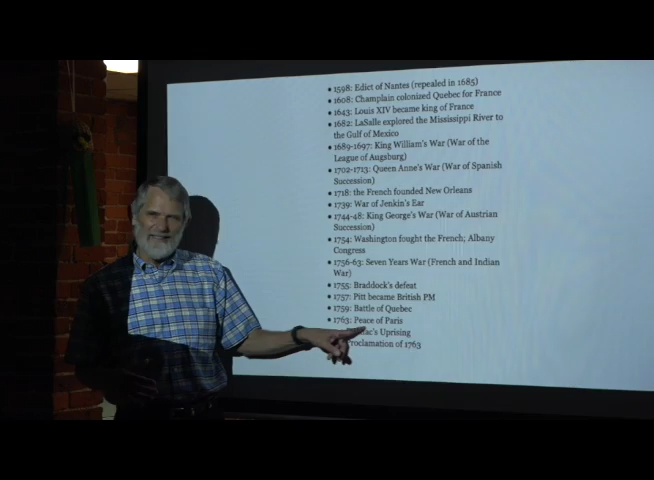 • 1598: Edict of Nantes (repealed in 1685)
• 1608: Champlain colonized Quebec for France
• 1643: Louis XIV became king of France
• 1682: LaSalle explored the Mississippi River to
the Gulf of Mexico
• 1689-1697: King William's War (War of the
League of Augsburg)
• 1702-1713: Queen Anne's War (War of Spanish
Succession)
• 1718: the French founded New Orleans
• 1739: War of Jenkin's Ear
• 1744-48: King George's War (War of Austrian
Succession)
• 1754: Washington fought the French; Albany
Congress
• 1756-63: Seven Years War (French and Indian
War)
• 1755: Braddock's defeat
• 1757: Pitt became British PM
• 1759: Battle of Quebec
• 1763: Peace of Paris
Uprising
of 1763